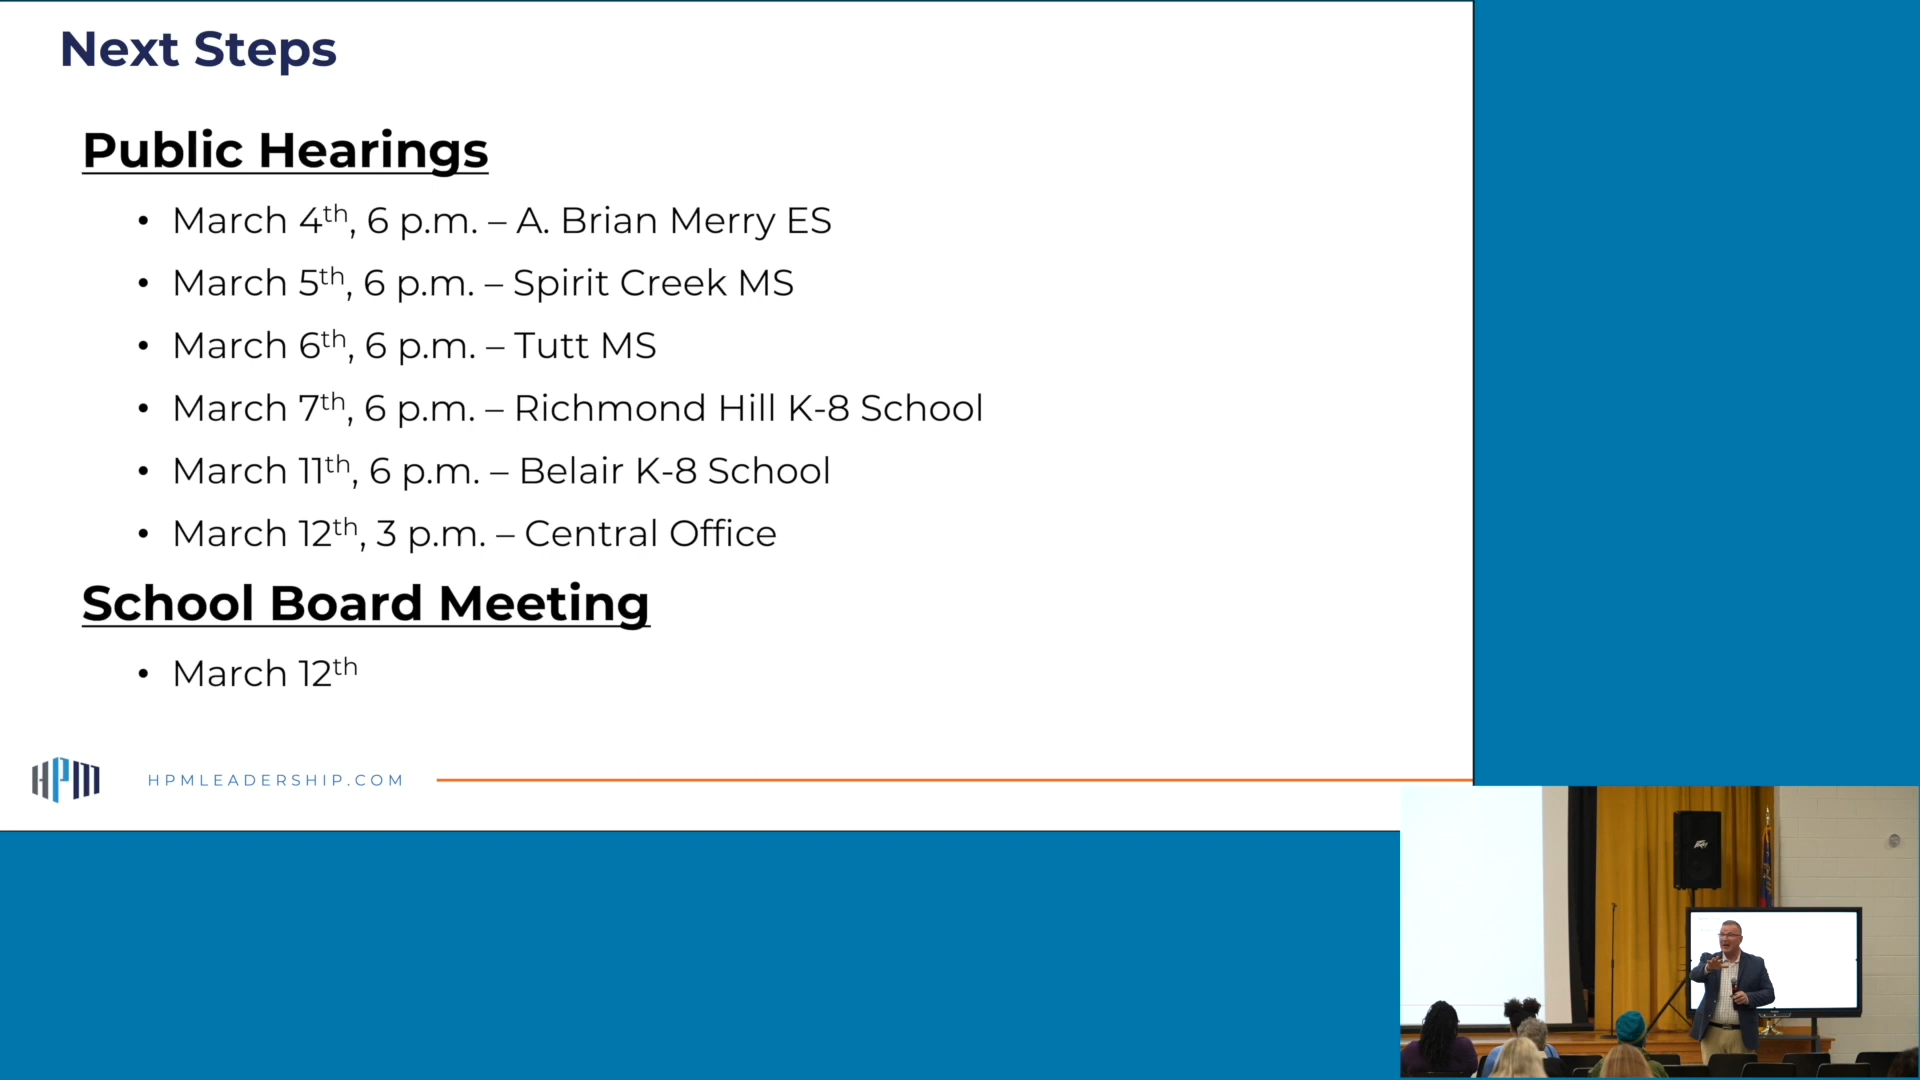 Next Steps
Public Hearings
• March 4th, 6 p.m. – A. Brian Merry ES
• March 5th, 6 p.m. – Spirit Creek MS
• March 6th, 6 p.m. – Tutt MS
• March 7th, 6 p.m. – Richmond Hill K-8 School
• March 11th, 6 p.m. – Belair K-8 School
• March 12th, 3 p.m. – Central Office
School Board Meeting
• March 12th
HPM
HPMLEADERSHIP.COM